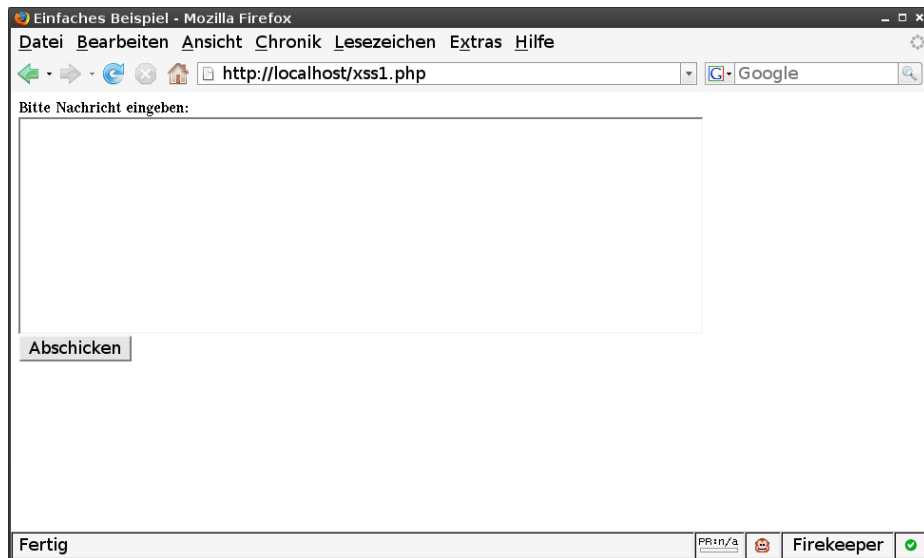 Einfaches Beispiel - Mozilla Firefox
Datei Bearbeiten Ansicht Chronik Lesezeichen Extras Hilfe
http://localhost/xss1.php G Google
Bitte Nachricht eingeben:
Abschicken
Fertig PR:n/a Firekeeper